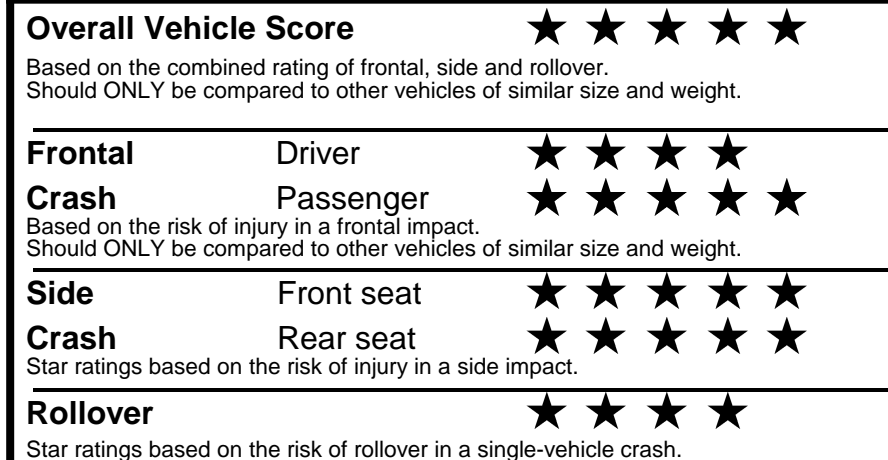 Overall Vehicle Score ★ ★ ★ ★ ★
Based on the combined rating of frontal, side and rollover.
Should ONLY be compared to other vehicles of similar size and weight.
Frontal Driver ★ ★ ★ ★
Crash Passenger ★ ★ ★ ★ ★
Based on the risk of injury in a frontal impact.
Should ONLY be compared to other vehicles of similar size and weight.
Side Front seat ★ ★ ★ ★ ★
Crash Rear seat ★ ★ ★ ★ ★
Star ratings based on the risk of injury in a side impact.
Rollover ★ ★ ★ ★
Star ratings based on the risk of rollover in a single-vehicle crash.